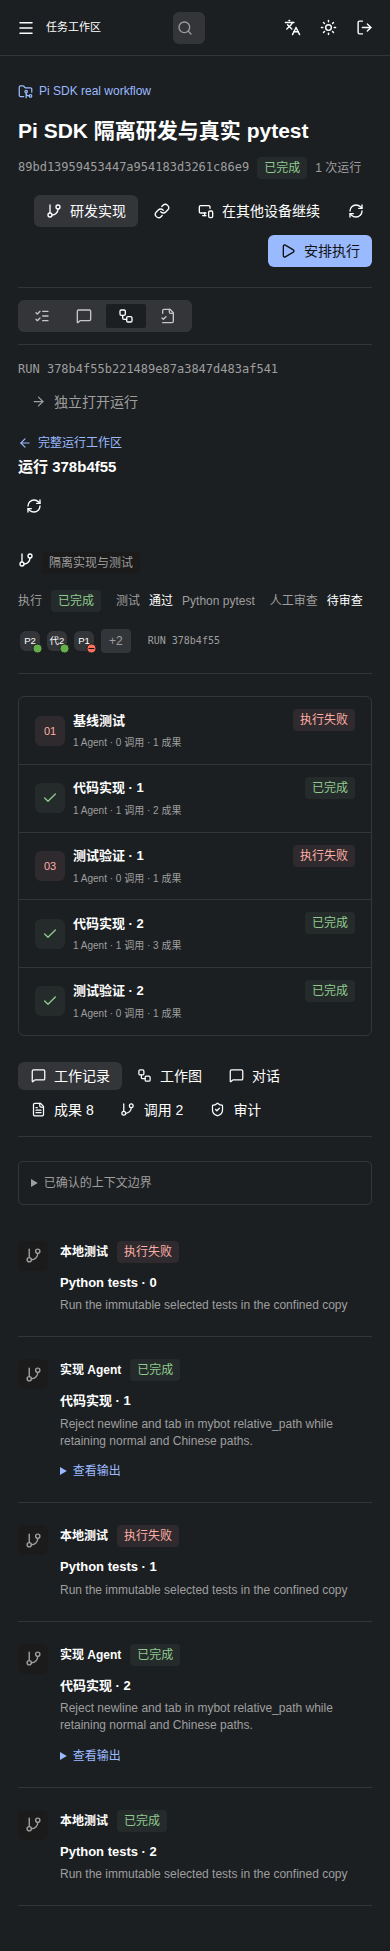 任务工作区
Pi SDK real workflow
Pi SDK 隔离研发与真实 pytest
89bd13959453447a954183d3261c86e9 已完成 1 次运行
研发实现 在其他设备继续
安排执行
RUN 378b4f55b221489e87a3847d483af541
独立打开运行
完整运行工作区
运行 378b4f55
隔离实现与测试
执行 已完成 测试 通过 Python pytest 人工审查 待审查
P2 代2 P1 +2 RUN 378b4f55
01 基线测试 执行失败
1 Agent · 0 调用 · 1 成果
代码实现 · 1 已完成
1 Agent · 1 调用 · 2 成果
03 测试验证 · 1 执行失败
1 Agent · 0 调用 · 1 成果
代码实现 · 2 已完成
1 Agent · 1 调用 · 3 成果
测试验证 · 2 已完成
1 Agent · 0 调用 · 1 成果
工作记录 工作图 对话
成果 8 调用 2 审计
已确认的上下文边界
本地测试 执行失败
Python tests · 0
Run the immutable selected tests in the confined copy
实现 Agent 已完成
代码实现 · 1
Reject newline and tab in mybot relative_path while
retaining normal and Chinese paths.
查看输出
本地测试 执行失败
Python tests · 1
Run the immutable selected tests in the confined copy
实现 Agent 已完成
代码实现 · 2
Reject newline and tab in mybot relative_path while
retaining normal and Chinese paths.
查看输出
本地测试 已完成
Python tests · 2
Run the immutable selected tests in the confined copy